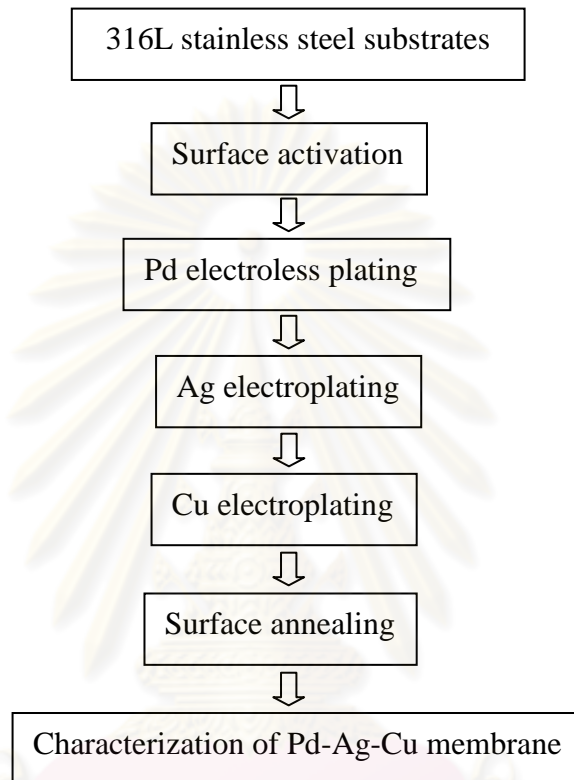 316L stainless steel substrates
Surface activation
Pd electroless plating
Ag electroplating
Cu electroplating
Surface annealing
Characterization of Pd-Ag-Cu membrane